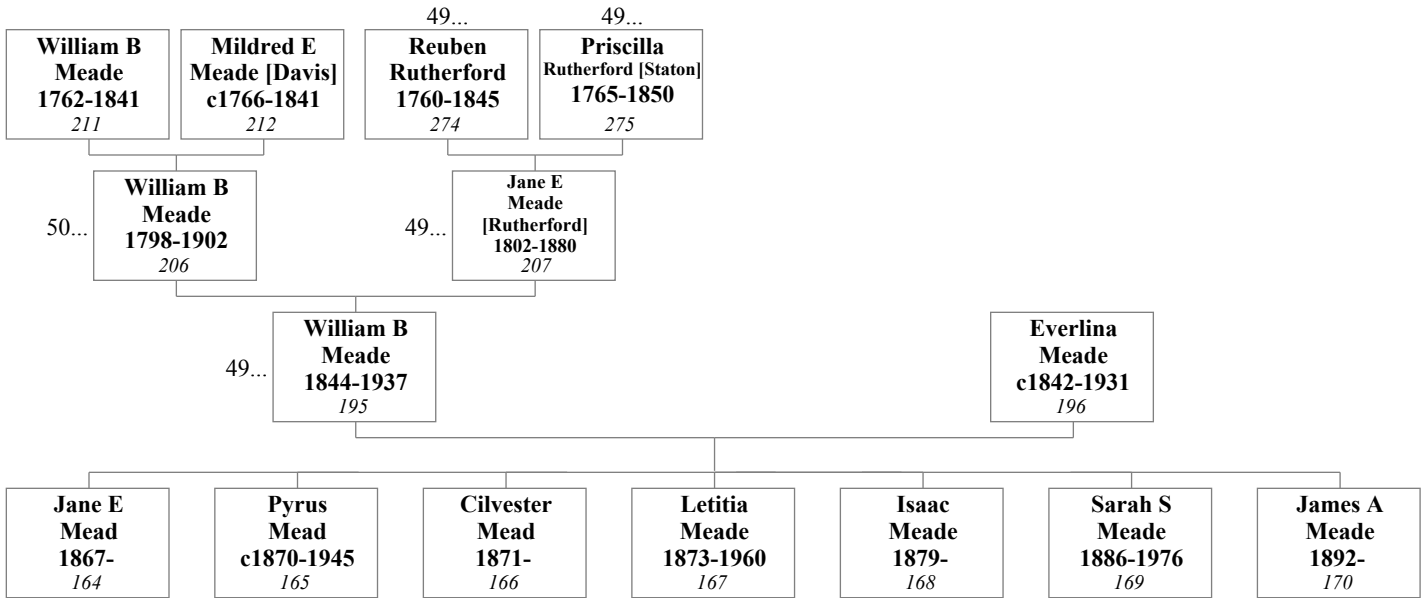 49...
49...
William B
Meade
1762-1841
211
Mildred E
Meade [Davis]
c1766-1841
212
Reuben
Rutherford
1760-1845
274
Priscilla
Rutherford [Staton]
1765-1850
275
50...
William B
Meade
1798-1902
206
49...
Jane E
Meade
[Rutherford]
1802-1880
207
49...
William B
Meade
1844-1937
195
Everlina
Meade
c1842-1931
196
Jane E
Mead
1867-
164
Pyrus
Mead
c1870-1945
165
Cilvester
Mead
1871-
166
Letitia
Meade
1873-1960
167
Isaac
Meade
1879-
168
Sarah S
Meade
1886-1976
169
James A
Meade
1892-
170